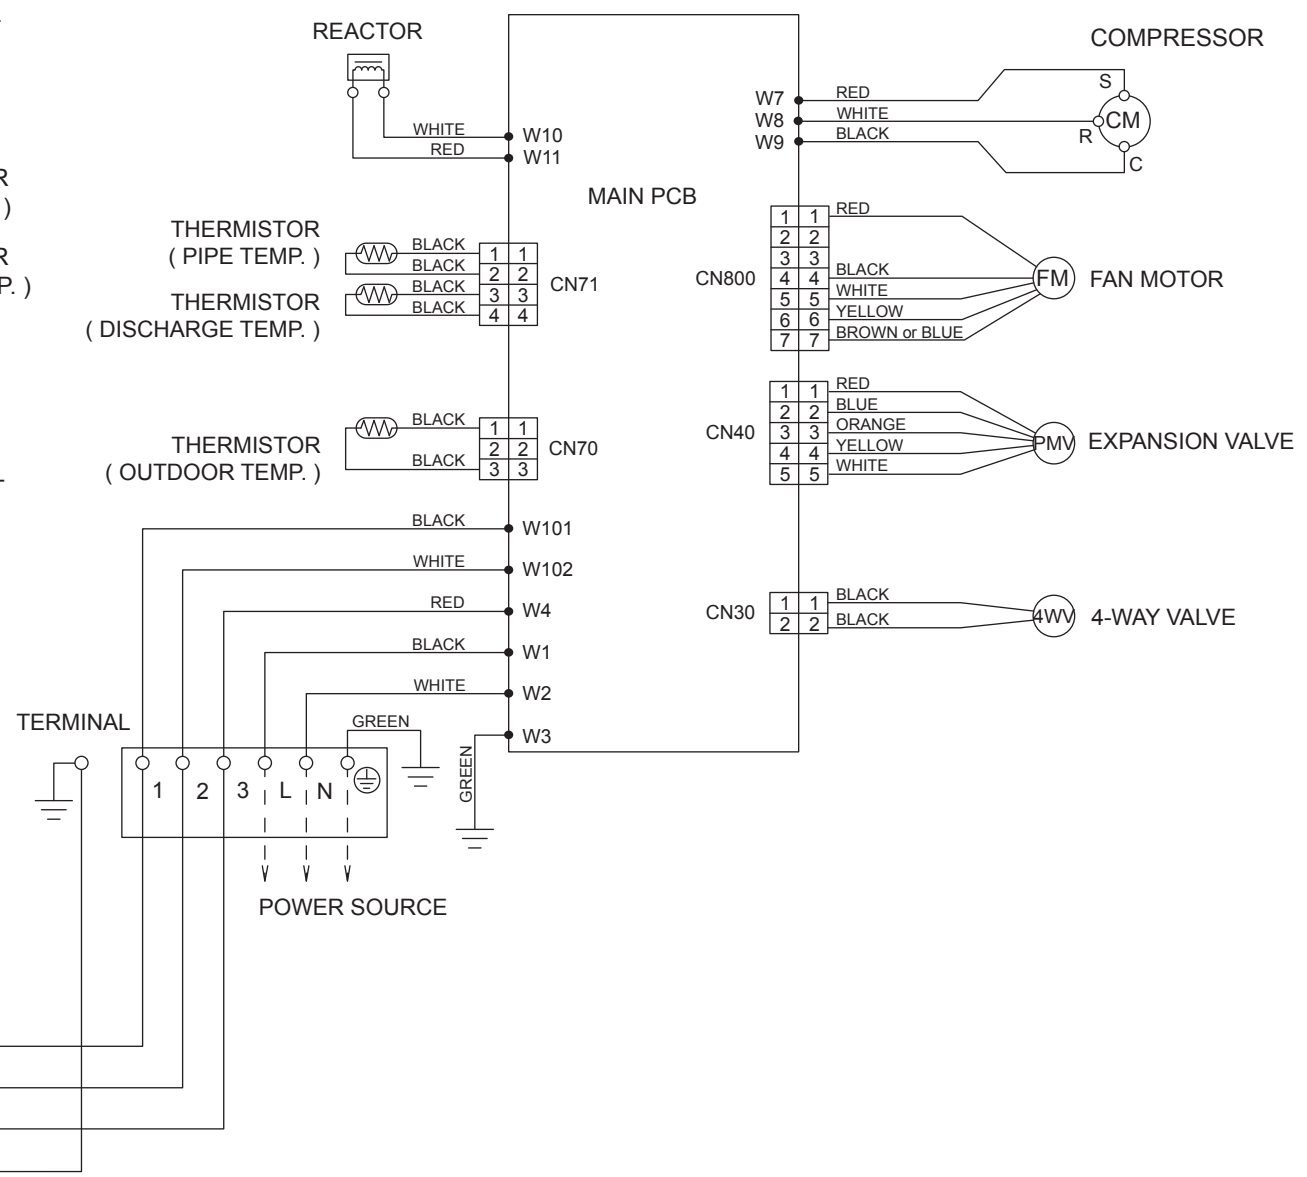 REACTOR
WHITE
RED
W10
W11
COMPRESSOR
W7
W8
W9
RED
WHITE
BLACK
S
R
C
CM
MAIN PCB
R
)
R
P. )
THERMISTOR
( PIPE TEMP. )
THERMISTOR
( DISCHARGE TEMP. )
BLACK
BLACK
BLACK
BLACK
1 1
2 2
3 3
4 4
CN71
CN800
1 1
2 2
3 3
4 4
5 5
6 6
7 7
RED
BLACK
WHITE
YELLOW
BROWN or BLUE
FM
FAN MOTOR
THERMISTOR
( OUTDOOR TEMP. )
BLACK
BLACK
1 1
2 2
3 3
CN70
CN40
1 1
2 2
3 3
4 4
5 5
RED
BLUE
ORANGE
YELLOW
WHITE
PMV
EXPANSION VALVE
BLACK
W101
WHITE
W102
RED
W4
BLACK
W1
WHITE
W2
GREEN
W3
GREEN
CN30
1 1
2 2
BLACK
BLACK
4WV
4-WAY VALVE
TERMINAL
1 2 3 L N
POWER SOURCE